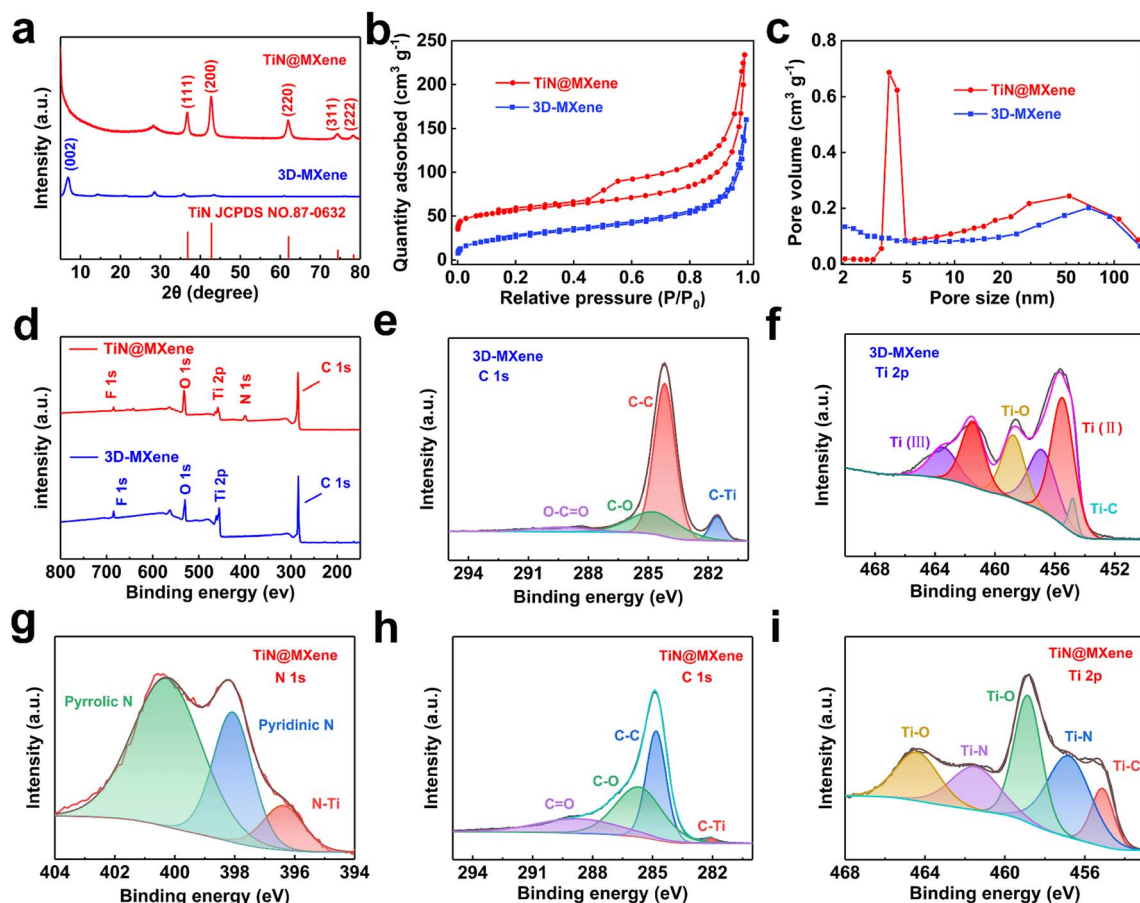 a
TiN@MXene
(111)
(200)
(220)
(311)
(222)
(002)
3D-MXene
TiN JCPDS NO.87-0632
Intensity (a.u.)
10 20 30 40 50 60 70 80
2θ (degree)
b
250
200
150
100
50
0
TiN@MXene
3D-MXene
Quantity adsorbed (cm³ g⁻¹)
0.0 0.2 0.4 0.6 0.8 1.0
Relative pressure (P/P₀)
c
0.8
0.6
0.4
0.2
0.0
TiN@MXene
3D-MXene
Pore volume (cm³ g⁻¹)
2 5 10 50 100
Pore size (nm)
d
TiN@MXene
F 1s
O 1s
Ti 2p
N 1s
C 1s
3D-MXene
F 1s
O 1s
Ti 2p
C 1s
intensity (a.u.)
800 700 600 500 400 300 200
Binding energy (ev)
e
3D-MXene
C 1s
C-C
C-O
C-Ti
O-C=O
Intensity (a.u.)
294 291 288 285 282
Binding energy (eV)
f
3D-MXene
Ti 2p
Ti-O
Ti (II)
Ti (III)
Ti-C
Intensity (a.u.)
468 464 460 456 452
Binding energy (eV)
g
TiN@MXene
N 1s
Pyrrolic N
Pyridinic N
N-Ti
Intensity (a.u.)
404 402 400 398 396 394
Binding energy (eV)
h
TiN@MXene
C 1s
C-C
C-O
C=O
C-Ti
Intensity (a.u.)
294 291 288 285 282
Binding energy (eV)
i
TiN@MXene
Ti 2p
Ti-O
Ti-O
Ti-N
Ti-N
Ti-C
Intensity (a.u.)
468 464 460 456
Binding energy (eV)